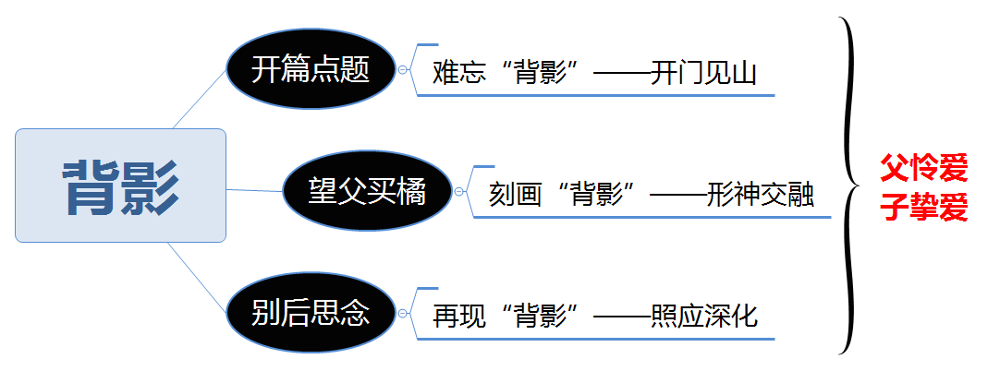 背影
开篇点题
难忘“背影”——开门见山
望父买橘
刻画“背影”——形神交融
别后思念
再现“背影”——照应深化
父怜爱
子挚爱